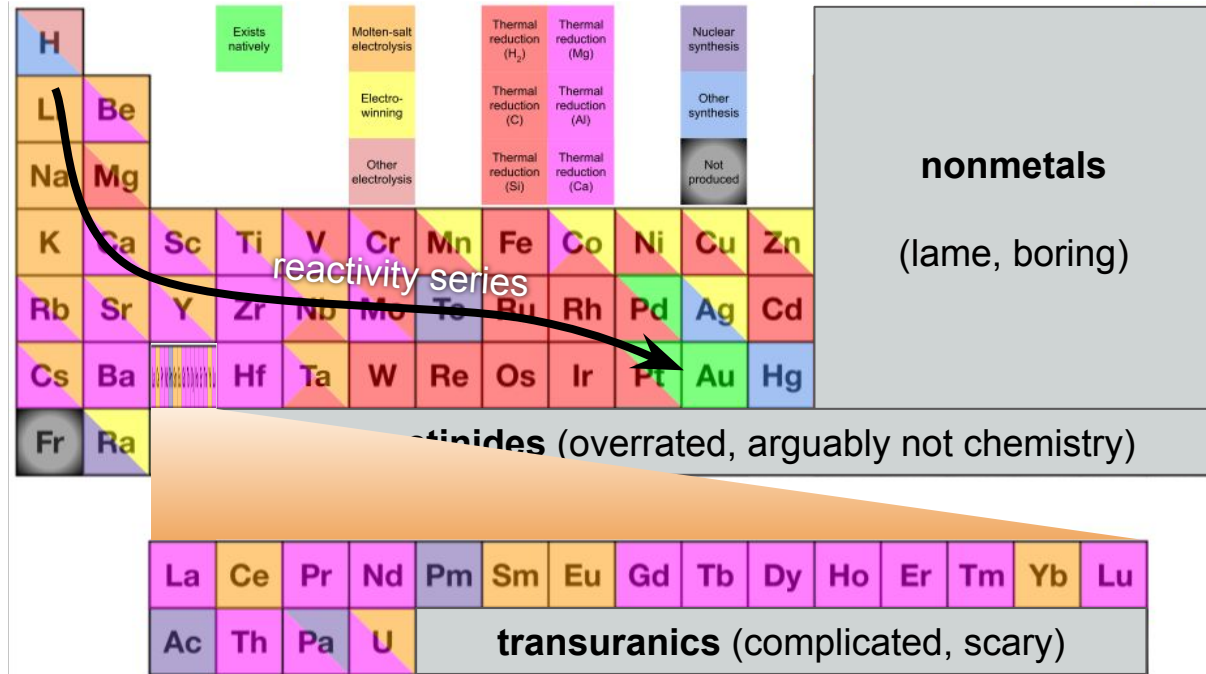 H
Exists natively
Molten-salt electrolysis
Thermal reduction (H₂)
Thermal reduction (Mg)
Nuclear synthesis
Li Be
Electro-winning
Thermal reduction (C)
Thermal reduction (Al)
Other synthesis
Na Mg
Other electrolysis
Thermal reduction (Si)
Thermal reduction (Ca)
Not produced
nonmetals
(lame, boring)
K Ca Sc Ti V Cr Mn Fe Co Ni Cu Zn
reactivity series
Rb Sr Y Zr Nb Mo Tc Ru Rh Pd Ag Cd
Cs Ba Hf Ta W Re Os Ir Pt Au Hg
Fr Ra
(overrated, arguably not chemistry)
La Ce Pr Nd Pm Sm Eu Gd Tb Dy Ho Er Tm Yb Lu
Ac Th Pa U
transuranics (complicated, scary)